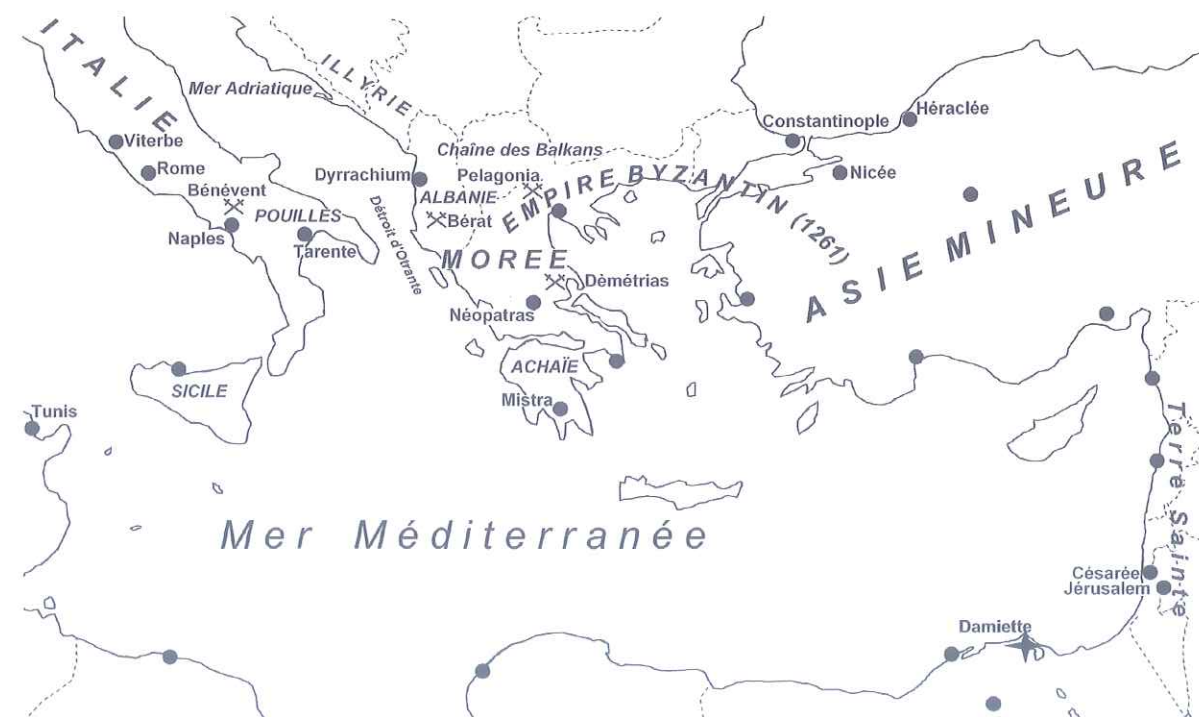 ITALIE
ILLYRIE
Mer Adriatique
Viterbe
Rome
Bénévent
POUILLES
Naples
Tarente
Dyrrachium
ALBANIE
Bérat
Détroit d'Otrante
Chaîne des Balkans
Pelagonia
EMPIRE BYZANTIN (1261)
Constantinople
Héraclée
Nicée
ASIE MINEURE
MOREE
Dèmétrias
Néopatras
ACHAÏE
Mistra
SICILE
Tunis
Mer Méditerranée
Terre Sainte
Césarée
Jérusalem
Damiette